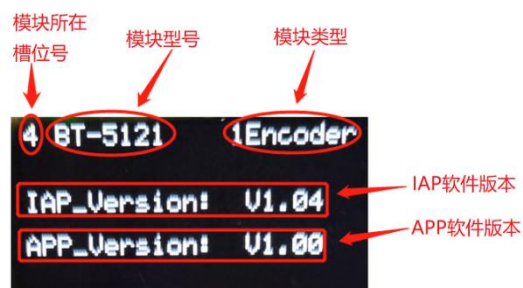 模块所在
槽位号
模块型号
模块类型
4 BT-5121 1Encoder
IAP_Version: V1.04
IAP软件版本
APP_Version: V1.00
APP软件版本